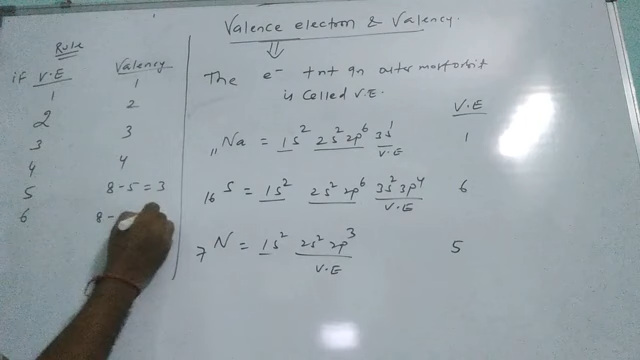 Valence electron & Valency.
Rule
if V.E Valency
1 1
2 2
3 3
4 4
5 8-5=3
6 8-
The e- tnt in outermost orbit
is Called V.E.
V.E
11Na = 1s² 2s² 2p⁶ 3s¹ 1
V.E
16S = 1s² 2s² 2p⁶ 3s² 3p⁴ 6
V.E
7N = 1s² 2s² 2p³ 5
V.E